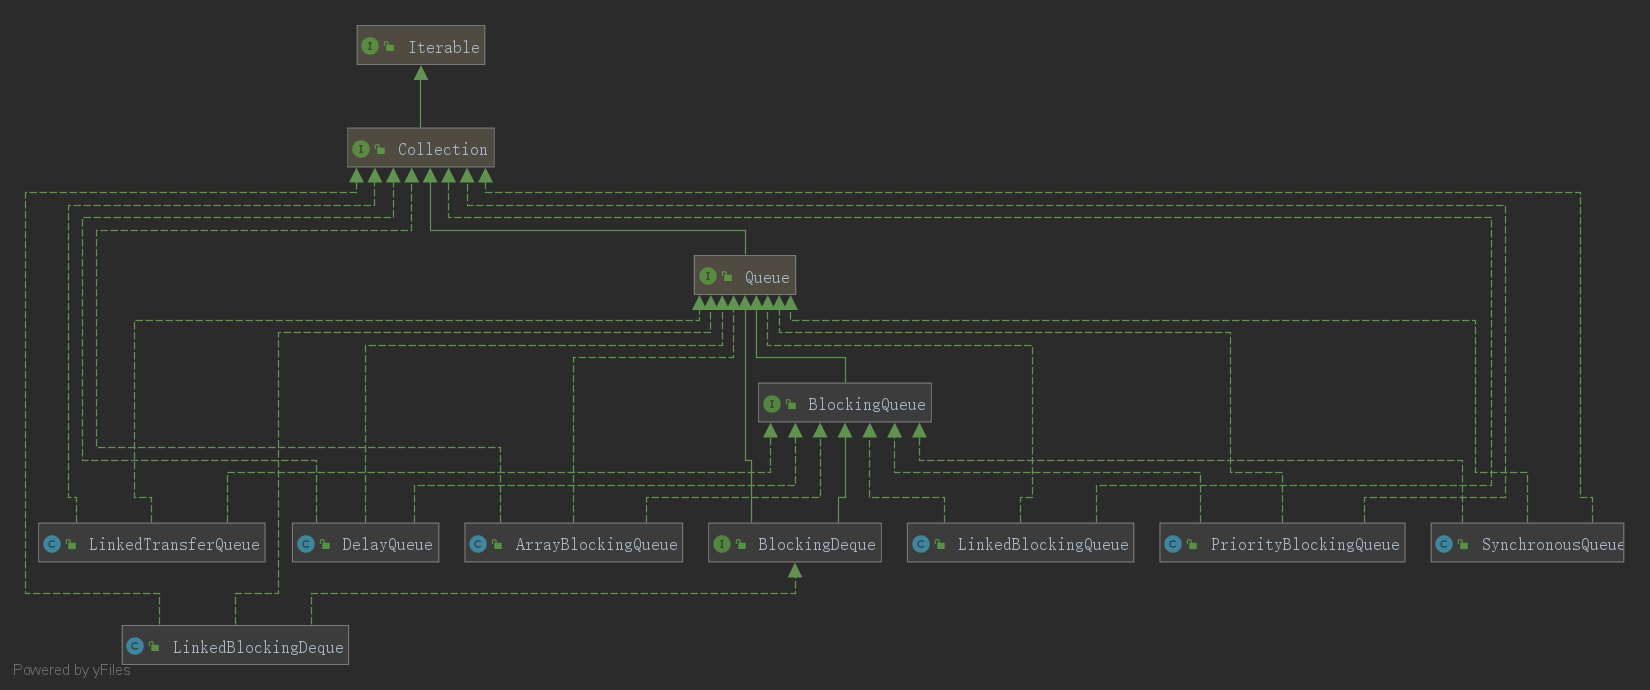 Iterable
Collection
Queue
BlockingQueue
LinkedTransferQueue
DelayQueue
ArrayBlockingQueue
BlockingDeque
LinkedBlockingQueue
PriorityBlockingQueue
SynchronousQueue
LinkedBlockingDeque
Powered by yFiles